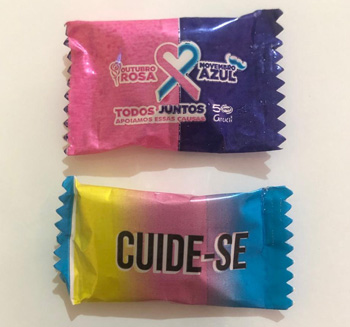 OUTUBRO
ROSA
NOVEMBRO
AZUL
TODOS JUNTOS
APOIAMOS ESSAS CAUSAS
CUIDE-SE